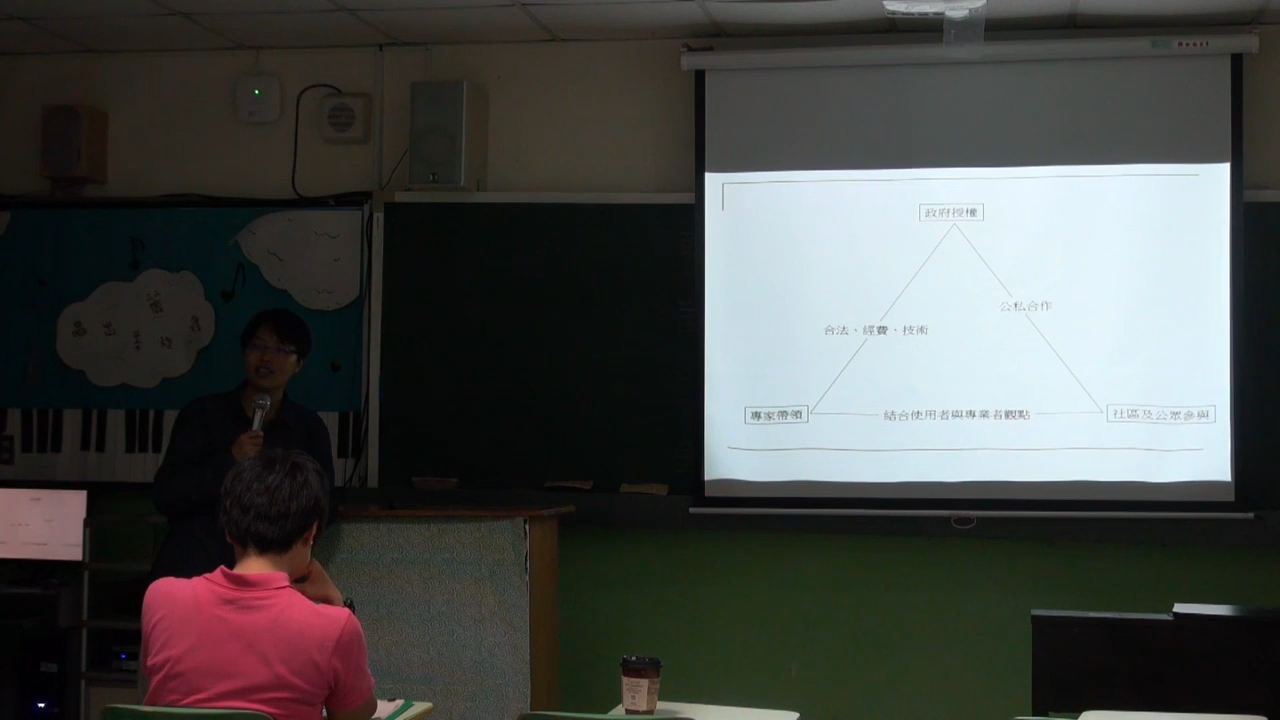 政府授權
公私合作
合法、經費、技術
專家帶領
結合使用者與專業者觀點
社區及公眾參與